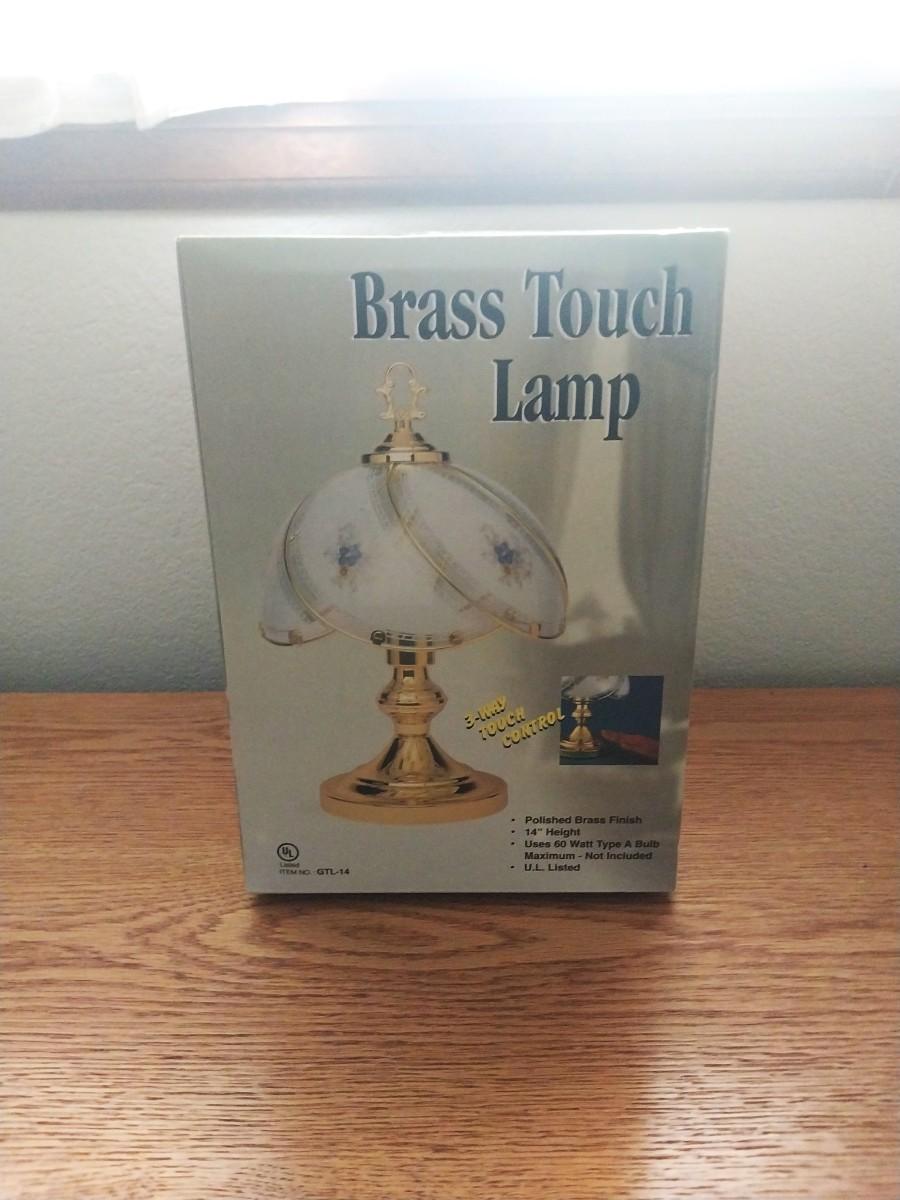 Brass Touch
Lamp
3-WAY
TOUCH
CONTROL
• Polished Brass Finish
• 14" Height
• Uses 60 Watt Type A Bulb
Maximum - Not Included
• U.L. Listed
UL
Listed
ITEM NO. GTL-14